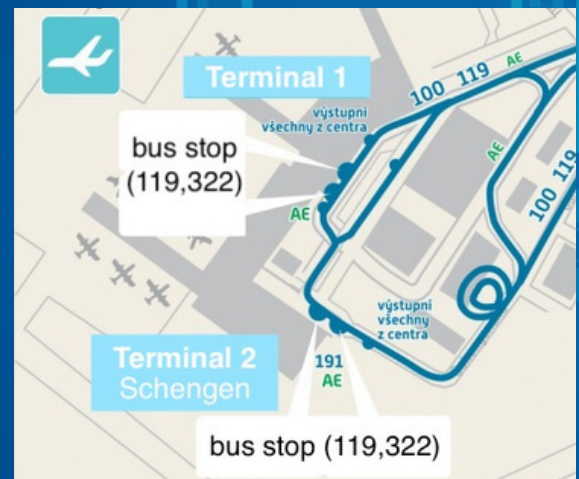 Terminal 1
100 119 AE
výstupní
všechny z centra
bus stop
(119,322)
AE
AE
100 119
výstupní
všechny
z centra
Terminal 2
Schengen
191
AE
bus stop (119,322)